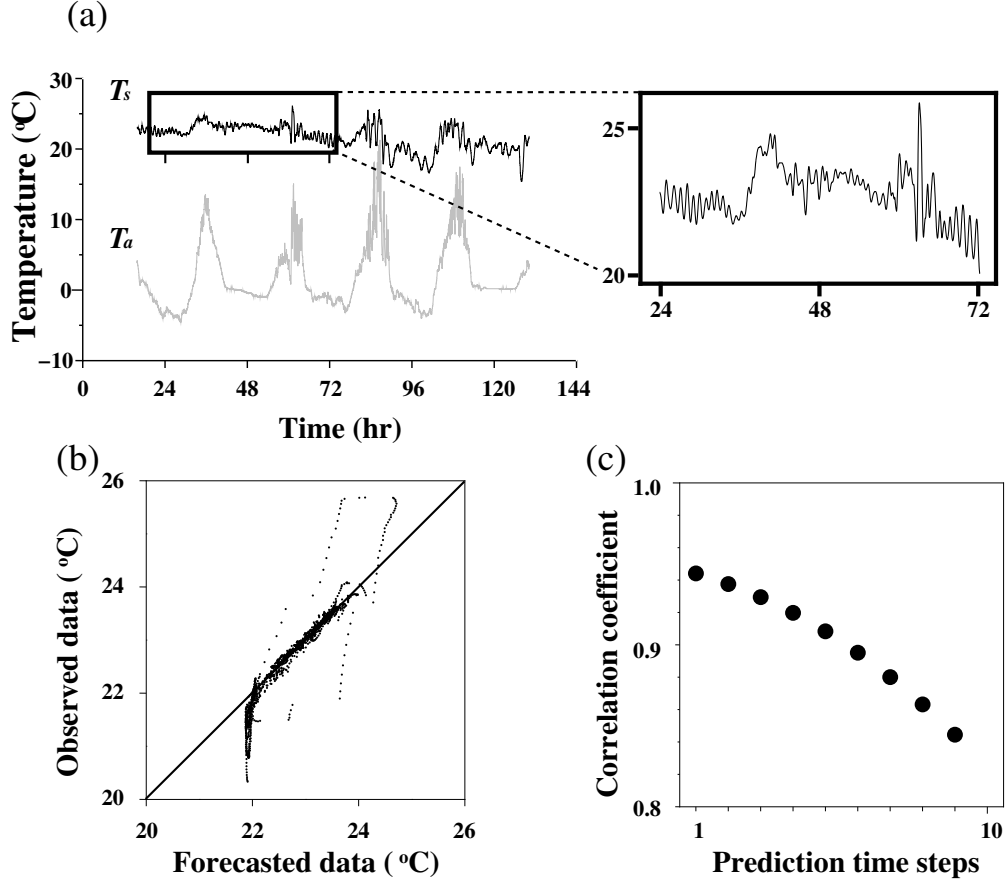 (a)
30
20
10
0
−10
Temperature (°C)
Ts
Ta
0 24 48 72 96 120 144
Time (hr)
25
20
24 48 72
(b)
26
24
22
20
Observed data ( °C)
20 22 24 26
Forecasted data ( °C)
(c)
1.0
0.9
0.8
Correlation coefficient
1 10
Prediction time steps